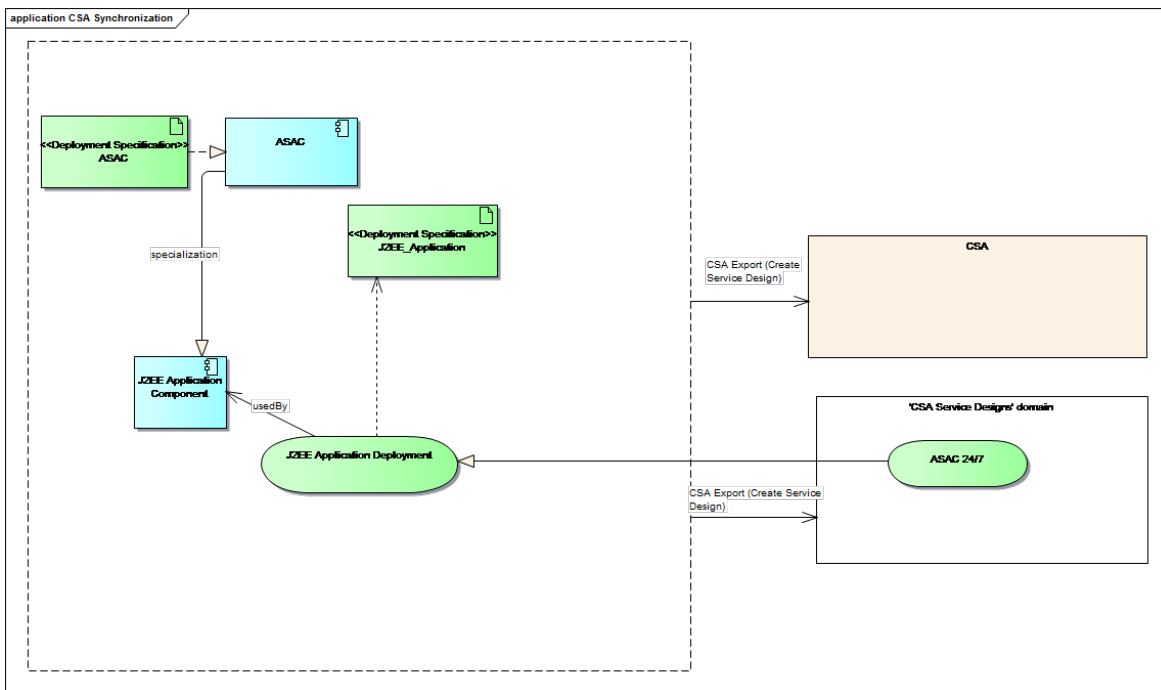 application CSA Synchronization
<<Deployment Specification>>
ASAC
ASAC
<<Deployment Specification>>
J2EE_Application
specialization
CSA Export (Create
Service Design)
CSA
J2EE Application
Component
usedBy
J2EE Application Deployment
'CSA Service Designs' domain
ASAC 24/7
CSA Export (Create Service
Design)